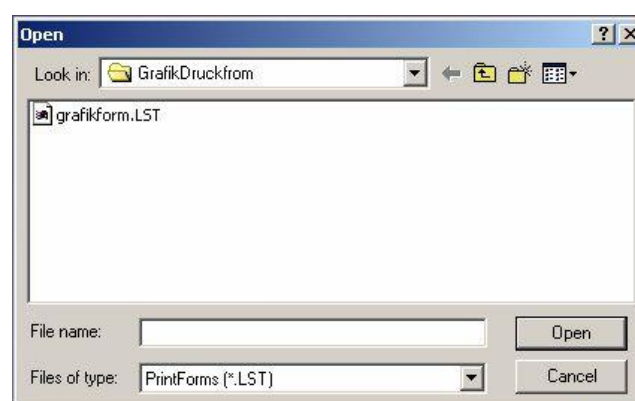 Open
Look in: GrafikDruckfrom
grafikform.LST
File name: Open
Files of type: PrintForms (*.LST) Cancel